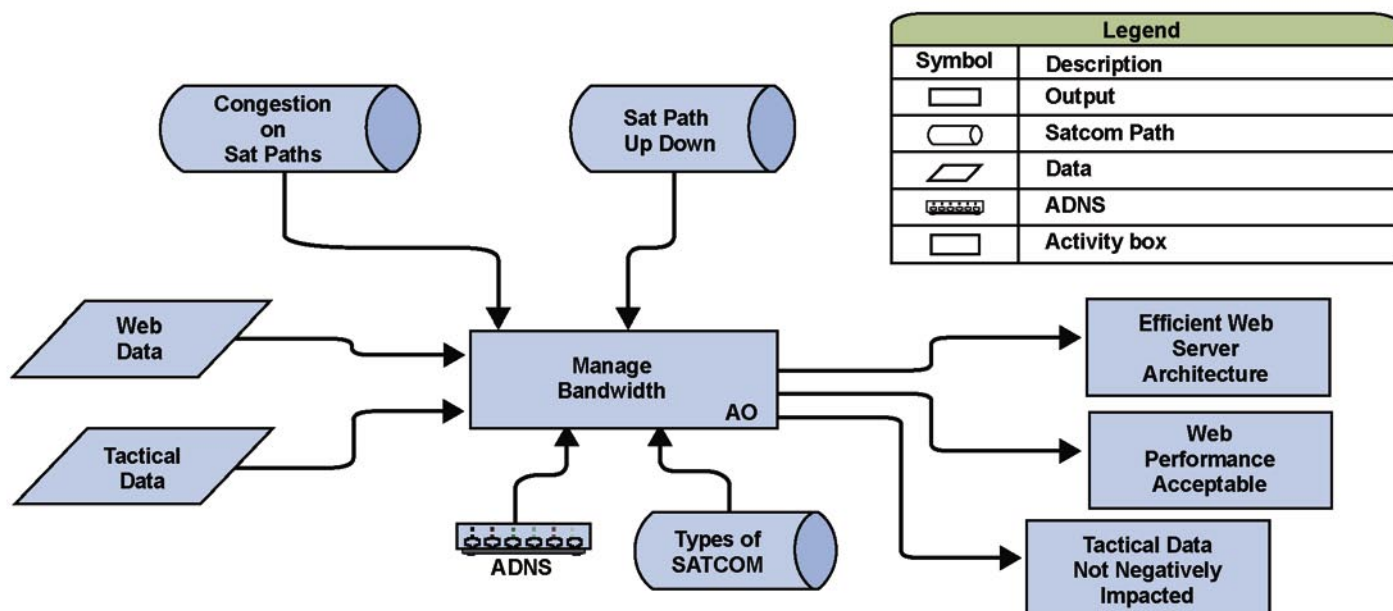 Legend
Symbol Description
Output
Satcom Path
Data
ADNS
Activity box
Congestion
on
Sat Paths
Sat Path
Up Down
Web
Data
Tactical
Data
Manage
Bandwidth
AO
ADNS
Types of
SATCOM
Efficient Web
Server
Architecture
Web
Performance
Acceptable
Tactical Data
Not Negatively
Impacted